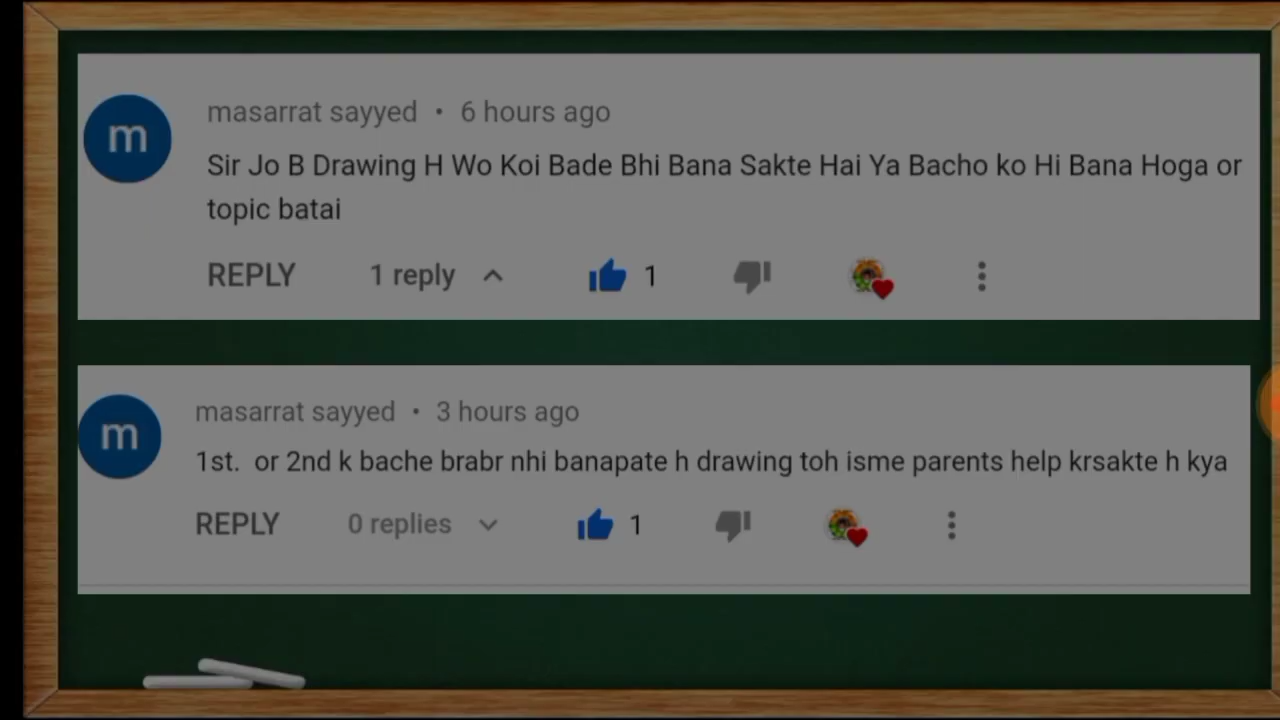 m
masarrat sayyed • 6 hours ago
Sir Jo B Drawing H Wo Koi Bade Bhi Bana Sakte Hai Ya Bacho ko Hi Bana Hoga or
topic batai
REPLY 1 reply 1
m
masarrat sayyed • 3 hours ago
1st. or 2nd k bache brabr nhi banapate h drawing toh isme parents help krsakte h kya
REPLY 0 replies 1